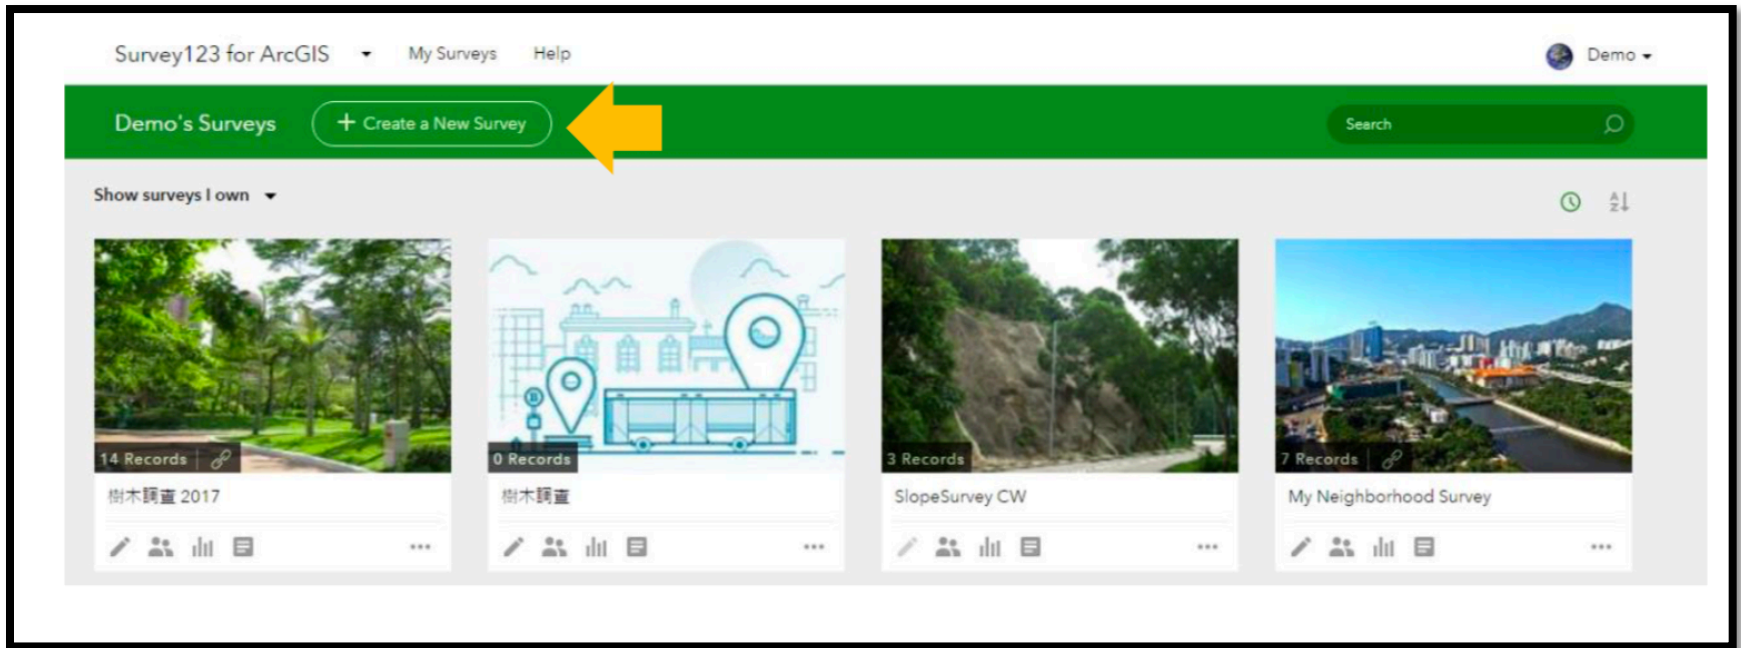 Survey123 for ArcGIS My Surveys Help Demo
Demo's Surveys + Create a New Survey Search
Show surveys I own
14 Records 0 Records 3 Records 7 Records
樹木調查 2017 樹木調查 SlopeSurvey CW My Neighborhood Survey